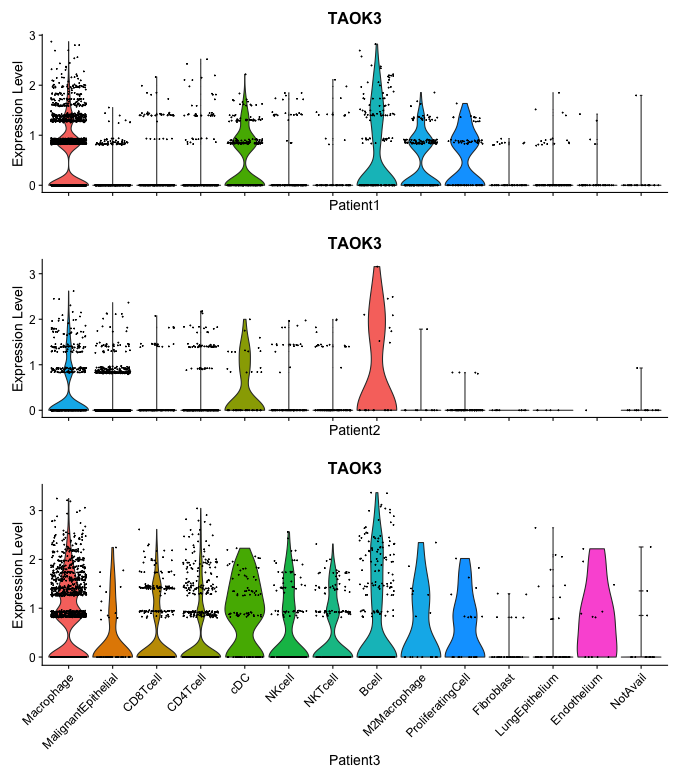 TAOK3
Expression Level
3
2
1
0
Patient1
TAOK3
Expression Level
3
2
1
0
Patient2
TAOK3
Expression Level
3
2
1
0
Macrophage
MalignantEpithelial
CD8Tcell
CD4Tcell
cDC
NKcell
NKTcell
Bcell
M2Macrophage
ProliferatingCell
Fibroblast
LungEpithelium
Endothelium
NotAvail
Patient3